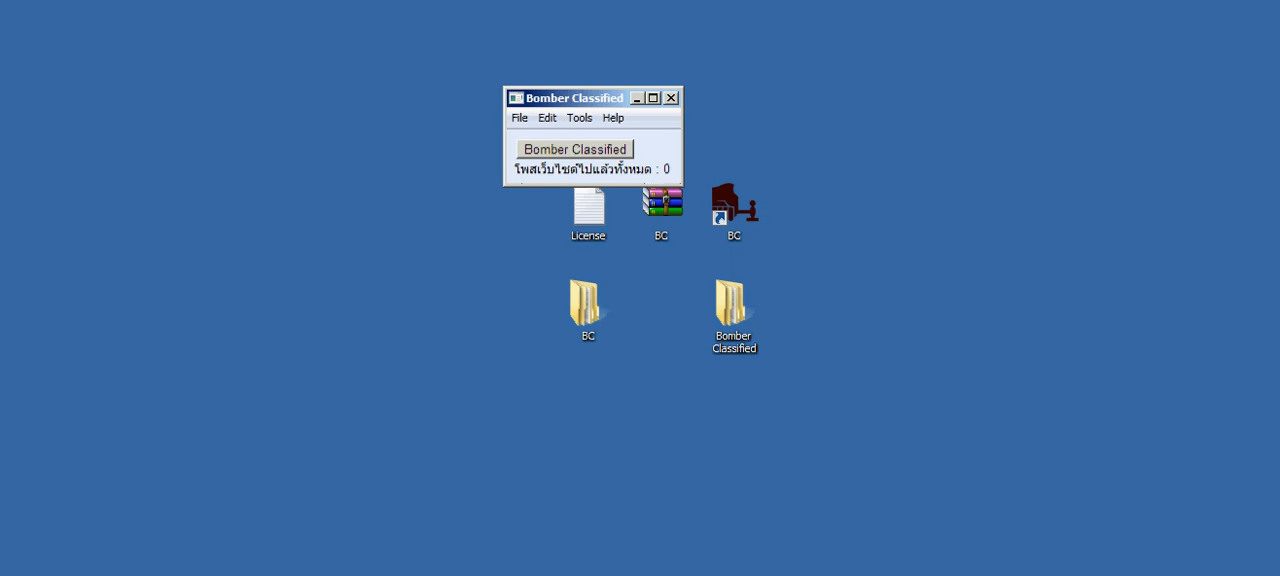 Bomber Classified
File Edit Tools Help
Bomber Classified
โพสเว็บไซต์ไปแล้วทั้งหมด : 0
License
BC
BC
BC
Bomber
Classified